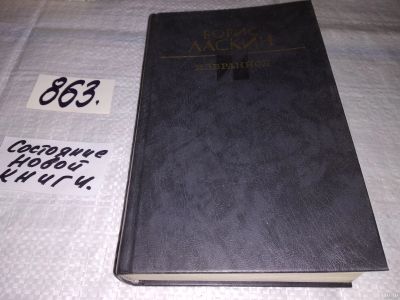 863.
Состояние
Новой
книги.
БОРИС
ЛАСКИН
ИЗБРАННОЕ